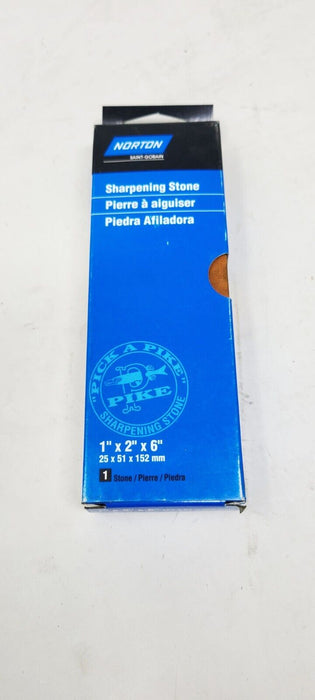 NORTON
SAINT-GOBAIN
Sharpening Stone
Pierre à aiguiser
Piedra Afiladora
"PICK A PIKE"
PIKE
SHARPENING STONE
1" x 2" x 6"
25 x 51 x 152 mm
1 Stone / Pierre / Piedra